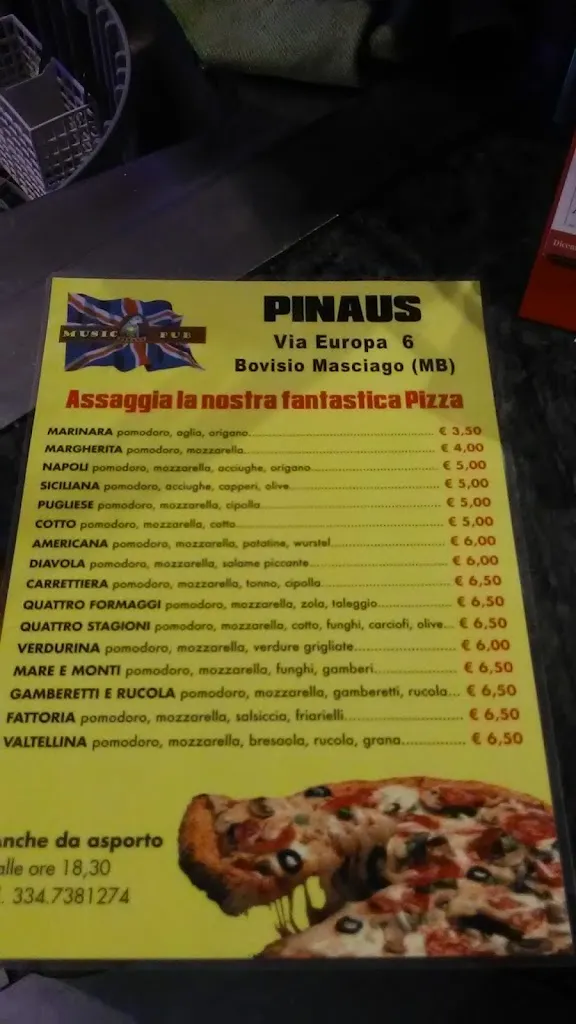 MUSIC PUB
PINAUS
Via Europa 6
Bovisio Masciago (MB)
Assaggia la nostra fantastica Pizza
MARINARA pomodoro, aglia, origano € 3,50
MARGHERITA pomodoro, mozzarella € 4,00
NAPOLI pomodoro, mozzarella, acciughe, origano € 5,00
SICILIANA pomodoro, acciughe, capperi, olive € 5,00
PUGLIESE pomodoro, mozzarella, cipolla € 5,00
COTTO pomodoro, mozzarella, cotto € 5,00
AMERICANA pomodoro, mozzarella, patatine, wurstel € 6,00
DIAVOLA pomodoro, mozzarella, salame piccante € 6,00
CARRETTIERA pomodoro, mozzarella, tonno, cipolla € 6,50
QUATTRO FORMAGGI pomodoro, mozzarella, zola, taleggio € 6,50
QUATTRO STAGIONI pomodoro, mozzarella, cotto, funghi, carciofi, olive € 6,50
VERDURINA pomodoro, mozzarella, verdure grigliate € 6,00
MARE E MONTI pomodoro, mozzarella, funghi, gamberi € 6,50
GAMBERETTI E RUCOLA pomodoro, mozzarella, gamberetti, rucola € 6,50
FATTORIA pomodoro, mozzarella, salsiccia, friarielli € 6,50
VALTELLINA pomodoro, mozzarella, bresaola, rucola, grana € 6,50
Anche da asporto
alle ore 18,30
. 334.7381274